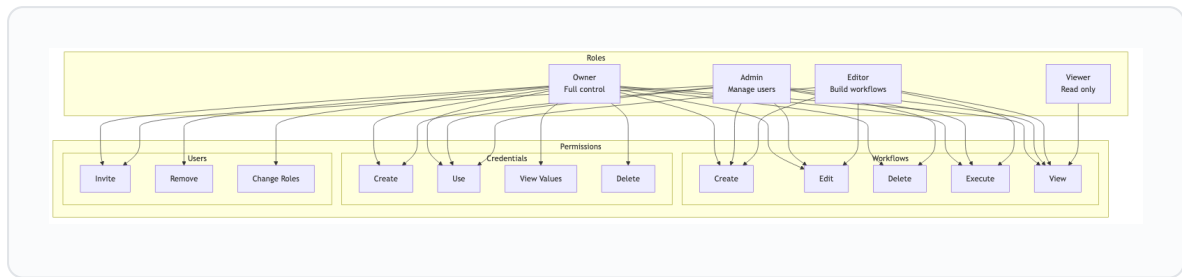 Roles
Owner
Full control
Admin
Manage users
Editor
Build workflows
Viewer
Read only
Permissions
Users
Credentials
Workflows
Invite
Remove
Change Roles
Create
Use
View Values
Delete
Create
Edit
Delete
Execute
View